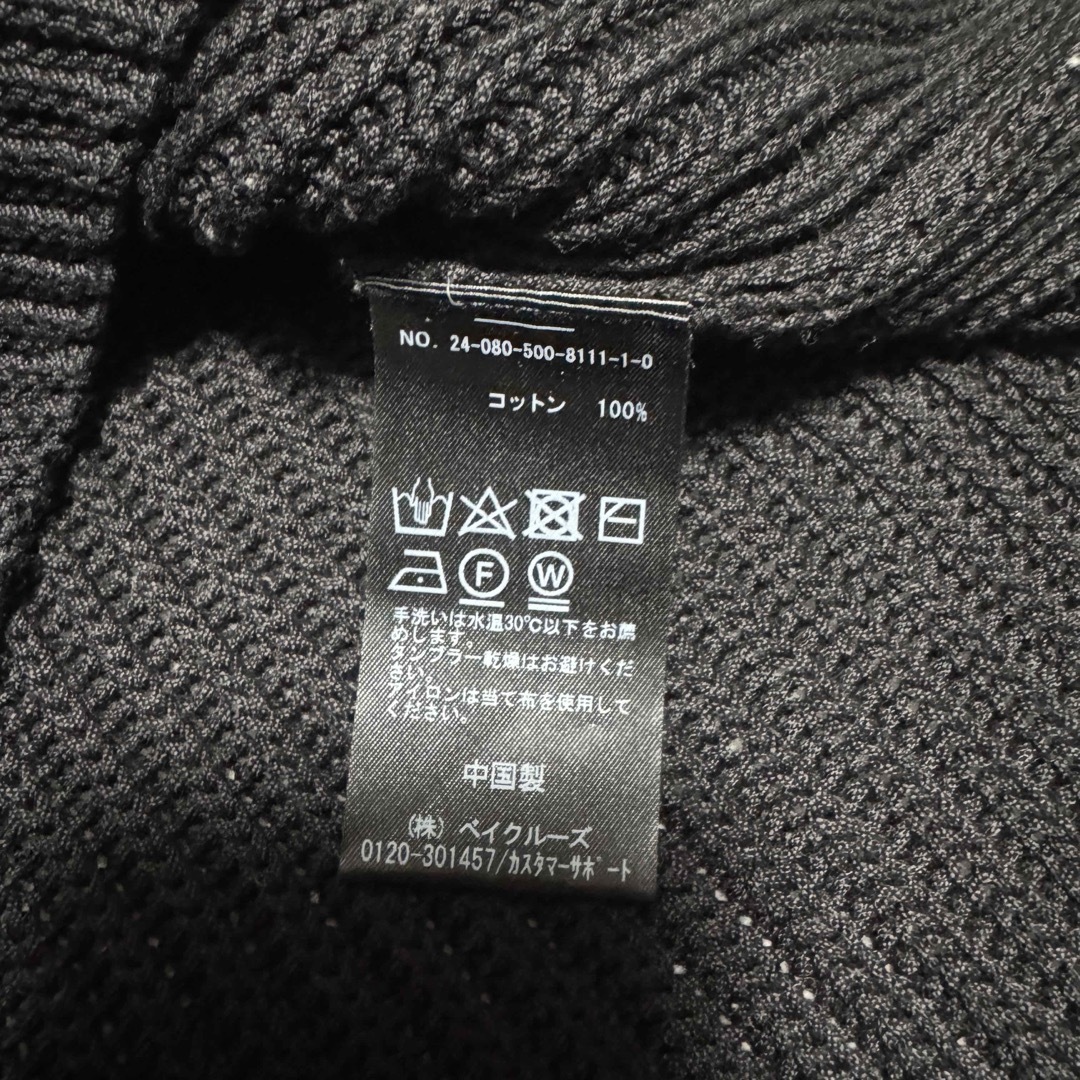 NO. 24-080-500-8111-1-0
コットン 100%
F W
手洗いは水温30℃以下をお薦
めします。
タンブラー乾燥はお避けくだ
さい。
アイロンは当て布を使用して
ください。
中国製
(株) ベイクルーズ
0120-301457/カスタマーサポート